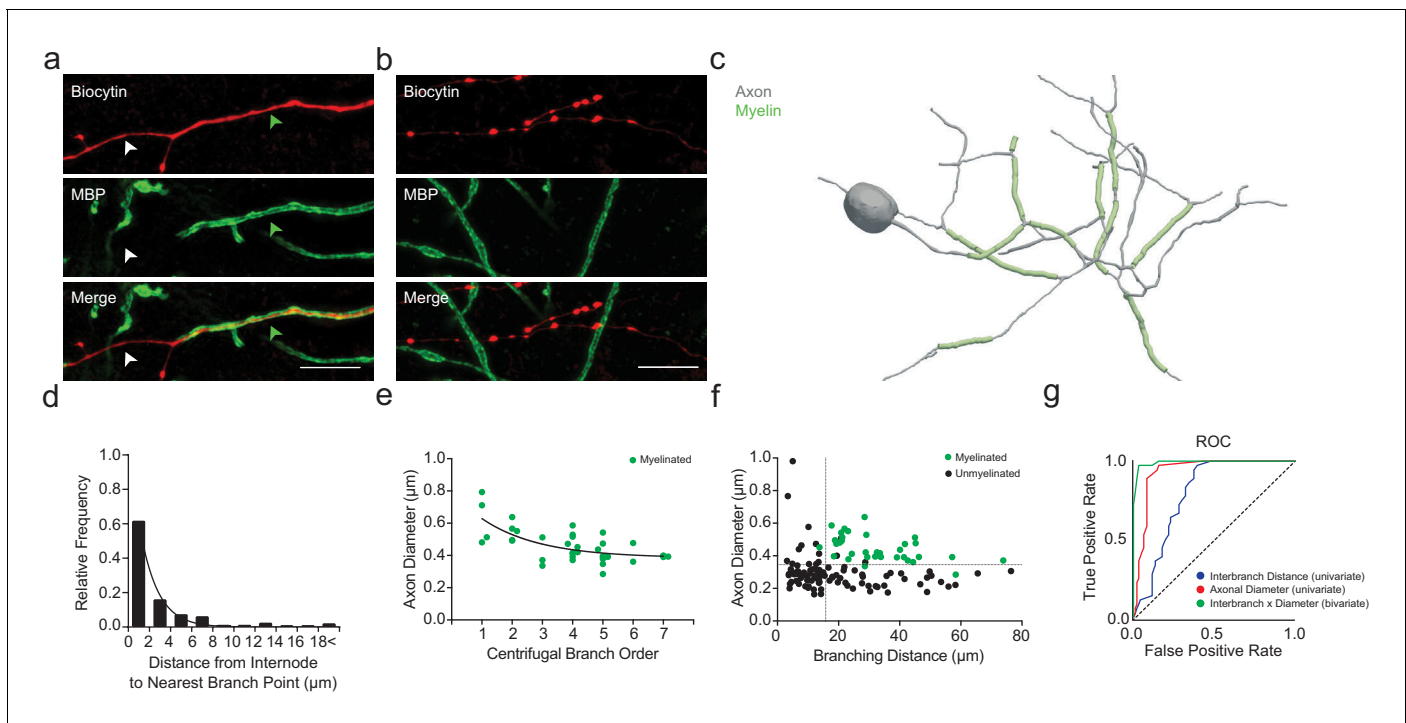 a
Biocytin
MBP
Merge
b
Biocytin
MBP
Merge
c
Axon
Myelin
d
Relative Frequency
1.0
0.8
0.6
0.4
0.2
0.0
0 2 4 6 8 10 12 14 16 18<
Distance from Internode
to Nearest Branch Point (µm)
e
Axon Diameter (µm)
1.0
0.8
0.6
0.4
0.2
0
1 2 3 4 5 6 7
Centrifugal Branch Order
Myelinated
f
Axon Diameter (µm)
1.0
0.8
0.6
0.4
0.2
0
0 20 40 60 80
Branching Distance (µm)
Myelinated
Unmyelinated
g
ROC
True Positive Rate
1.0
0.5
0.0
0.0 0.5 1.0
False Positive Rate
Interbranch Distance (univariate)
Axonal Diameter (univariate)
Interbranch x Diameter (bivariate)